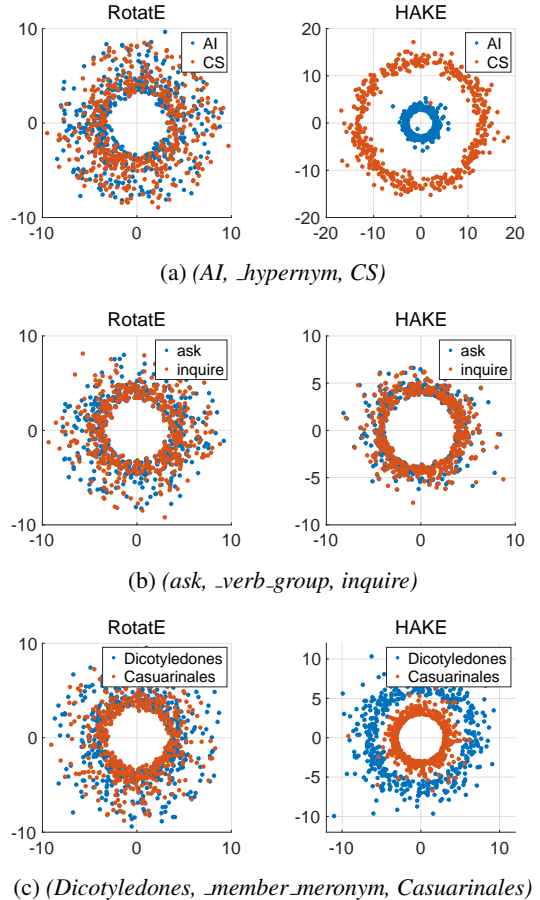 RotatE
10
AI
CS
0
-10
-10
0
10
HAKE
20
AI
CS
10
0
-10
-20
-20
-10
0
10
20
(a) (AI, _hypernym, CS)
RotatE
10
ask
inquire
0
-10
-10
0
10
HAKE
10
ask
inquire
5
0
-5
-10
-10
0
10
(b) (ask, _verb_group, inquire)
RotatE
10
Dicotyledones
Casuarinales
0
-10
-10
0
10
HAKE
Dicotyledones
10
Casuarinales
5
0
-5
-10
-10
0
10
(c) (Dicotyledones, _member_meronym, Casuarinales)